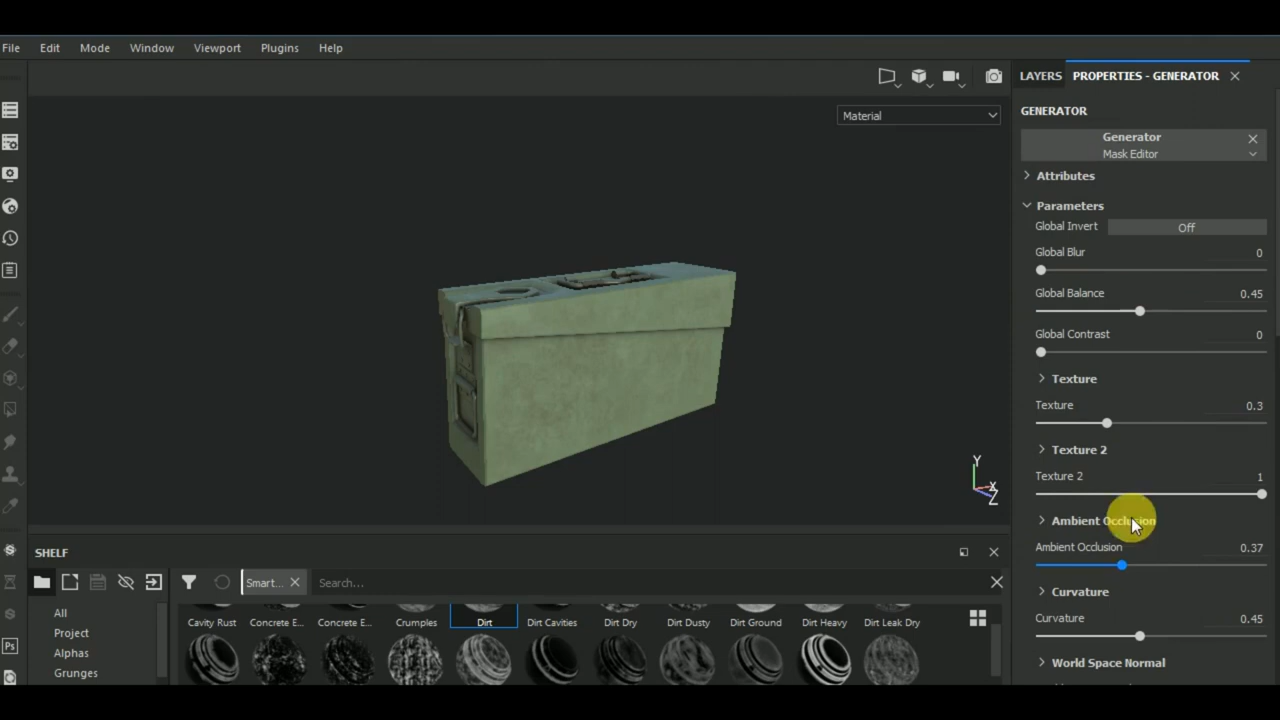 File Edit Mode Window Viewport Plugins Help
LAYERS PROPERTIES - GENERATOR
Material
GENERATOR
Generator
Mask Editor
Attributes
Parameters
Global Invert Off
Global Blur 0
Global Balance 0.45
Global Contrast 0
Texture
Texture 0.3
Texture 2
Texture 2 1
Ambient Occlusion
Ambient Occlusion 0.37
Curvature
Curvature 0.45
World Space Normal
Y
X
Z
SHELF
Smart...
Search...
All
Project
Alphas
Grunges
Cavity Rust Concrete E... Concrete E... Crumples Dirt Dirt Cavities Dirt Dry Dirt Dusty Dirt Ground Dirt Heavy Dirt Leak Dry
Ps